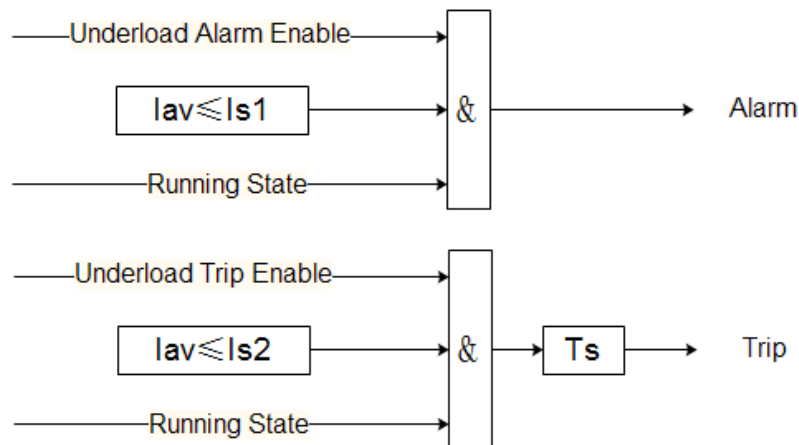 Underload Alarm Enable
Iav≤Is1
&
Alarm
Running State
Underload Trip Enable
Iav≤Is2
&
Ts
Trip
Running State